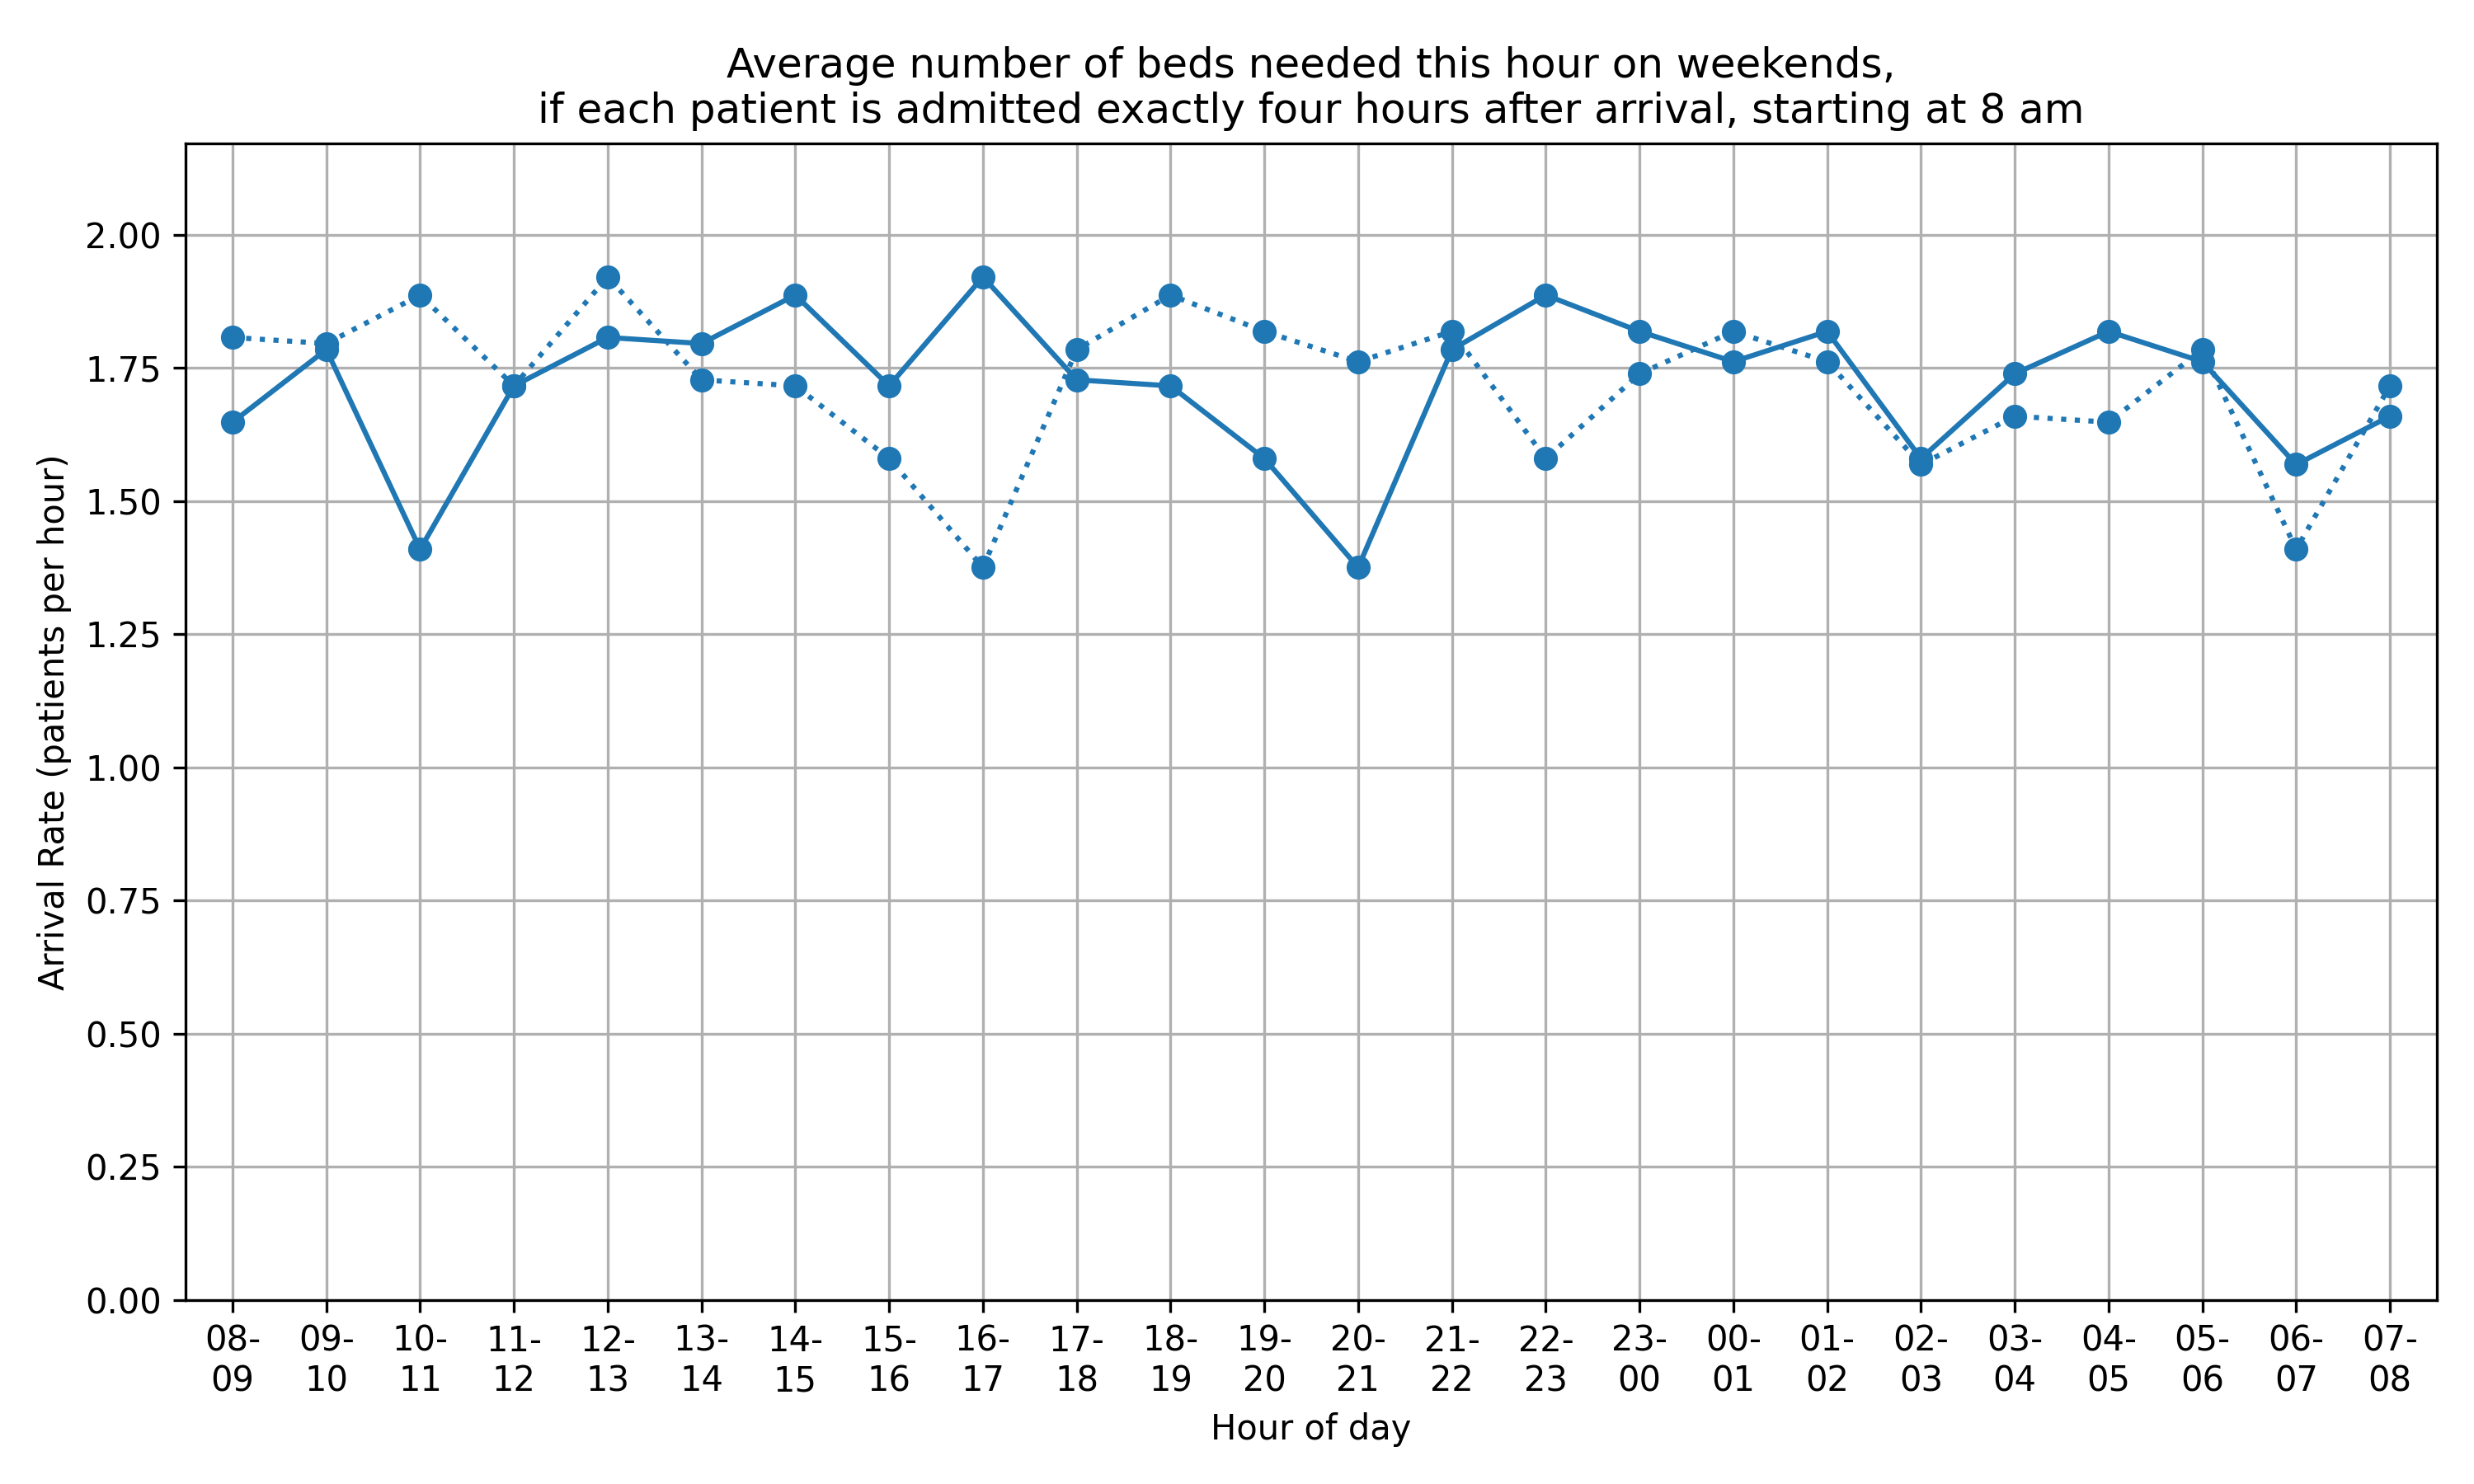 Average number of beds needed this hour on weekends,
if each patient is admitted exactly four hours after arrival, starting at 8 am
Arrival Rate (patients per hour)
2.00
1.75
1.50
1.25
1.00
0.75
0.50
0.25
0.00
08- 09- 10- 11- 12- 13- 14- 15- 16- 17- 18- 19- 20- 21- 22- 23- 00- 01- 02- 03- 04- 05- 06- 07-
09 10 11 12 13 14 15 16 17 18 19 20 21 22 23 00 01 02 03 04 05 06 07 08
Hour of day